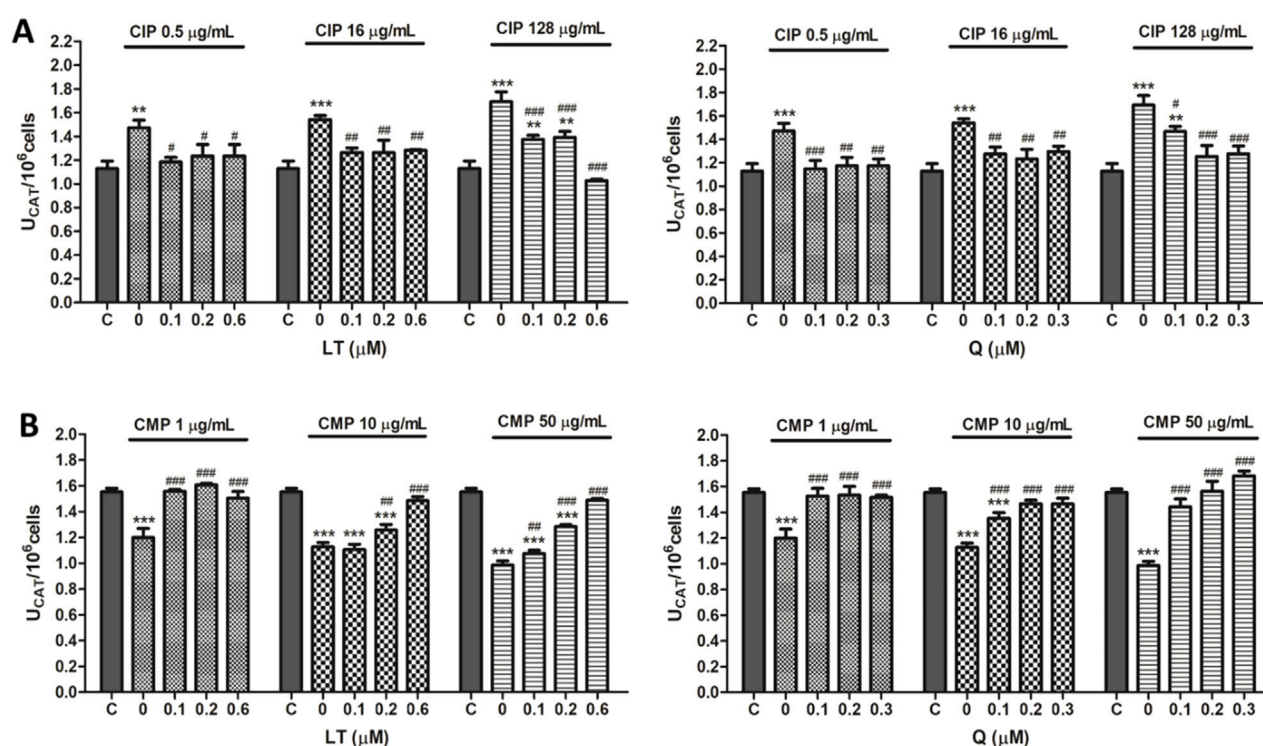 A
CIP 0.5 μg/mL CIP 16 μg/mL CIP 128 μg/mL
2.2
2.0
1.8
1.6
1.4
1.2
1.0
0.8
0.6
0.4
0.2
0.0
U_CAT/10^6cells
** # # #
*** ## ## ##
*** ###** ###** ###
C 0 0.1 0.2 0.6 C 0 0.1 0.2 0.6 C 0 0.1 0.2 0.6
LT (μM)
CIP 0.5 μg/mL CIP 16 μg/mL CIP 128 μg/mL
2.2
2.0
1.8
1.6
1.4
1.2
1.0
0.8
0.6
0.4
0.2
0.0
U_CAT/10^6cells
*** ### ## ##
*** ## ## ##
*** #** ### ###
C 0 0.1 0.2 0.3 C 0 0.1 0.2 0.3 C 0 0.1 0.2 0.3
Q (μM)
B
CMP 1 μg/mL CMP 10 μg/mL CMP 50 μg/mL
2.0
1.8
1.6
1.4
1.2
1.0
0.8
0.6
0.4
0.2
0.0
U_CAT/10^6cells
*** ### ### ###
*** *** ##*** ###
*** ##*** ###*** ###
C 0 0.1 0.2 0.6 C 0 0.1 0.2 0.6 C 0 0.1 0.2 0.6
LT (μM)
CMP 1 μg/mL CMP 10 μg/mL CMP 50 μg/mL
2.0
1.8
1.6
1.4
1.2
1.0
0.8
0.6
0.4
0.2
0.0
U_CAT/10^6cells
*** ### ### ###
*** ###*** ### ###
*** ### ### ###
C 0 0.1 0.2 0.3 C 0 0.1 0.2 0.3 C 0 0.1 0.2 0.3
Q (μM)